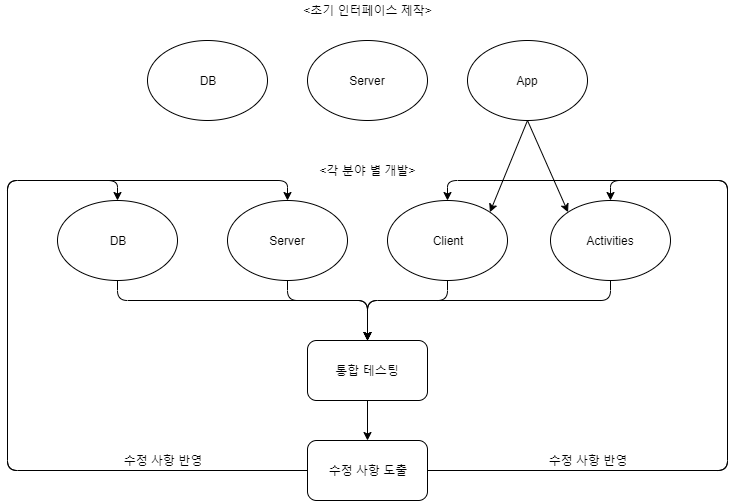 <초기 인터페이스 제작>
DB
Server
App
<각 분야 별 개발>
DB
Server
Client
Activities
통합 테스팅
수정 사항 반영
수정 사항 도출
수정 사항 반영